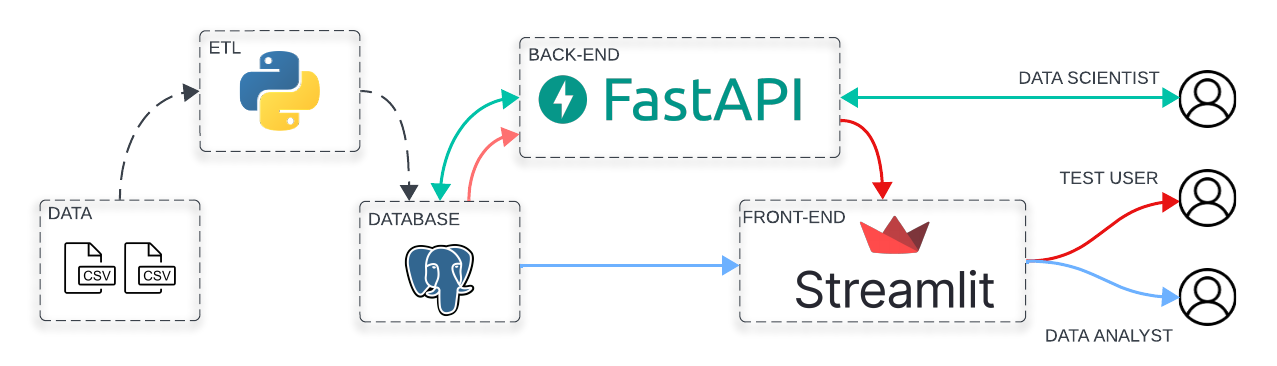 ETL
BACK-END
FastAPI
DATA SCIENTIST
TEST USER
DATA
CSV
CSV
DATABASE
FRONT-END
Streamlit
DATA ANALYST